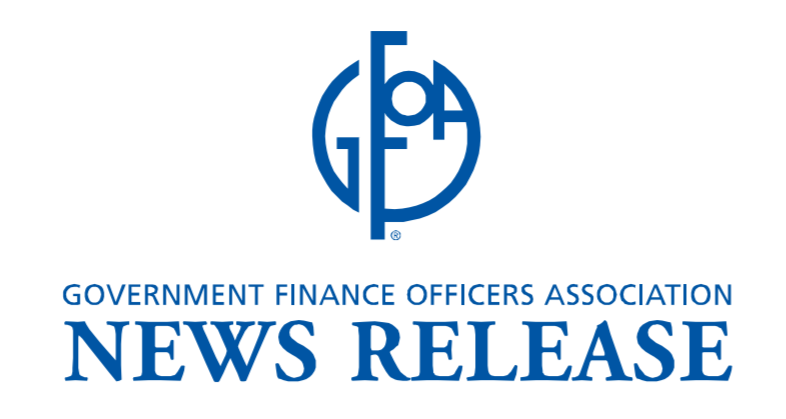 GFOA
®
GOVERNMENT FINANCE OFFICERS ASSOCIATION
NEWS RELEASE